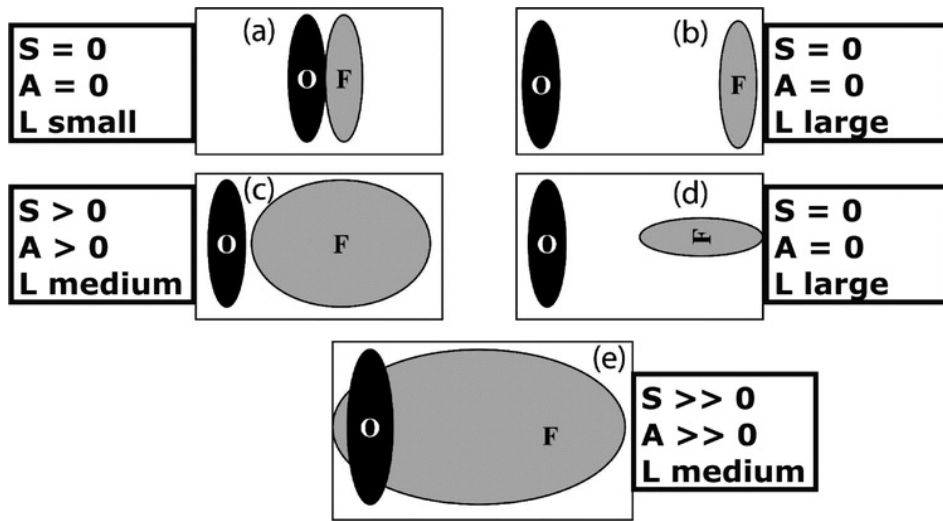 S = 0
A = 0
L small
(a)
O F
(b)
O F
S = 0
A = 0
L large
S > 0
A > 0
L medium
(c)
O F
(d)
O F
S = 0
A = 0
L large
(e)
O F
S >> 0
A >> 0
L medium